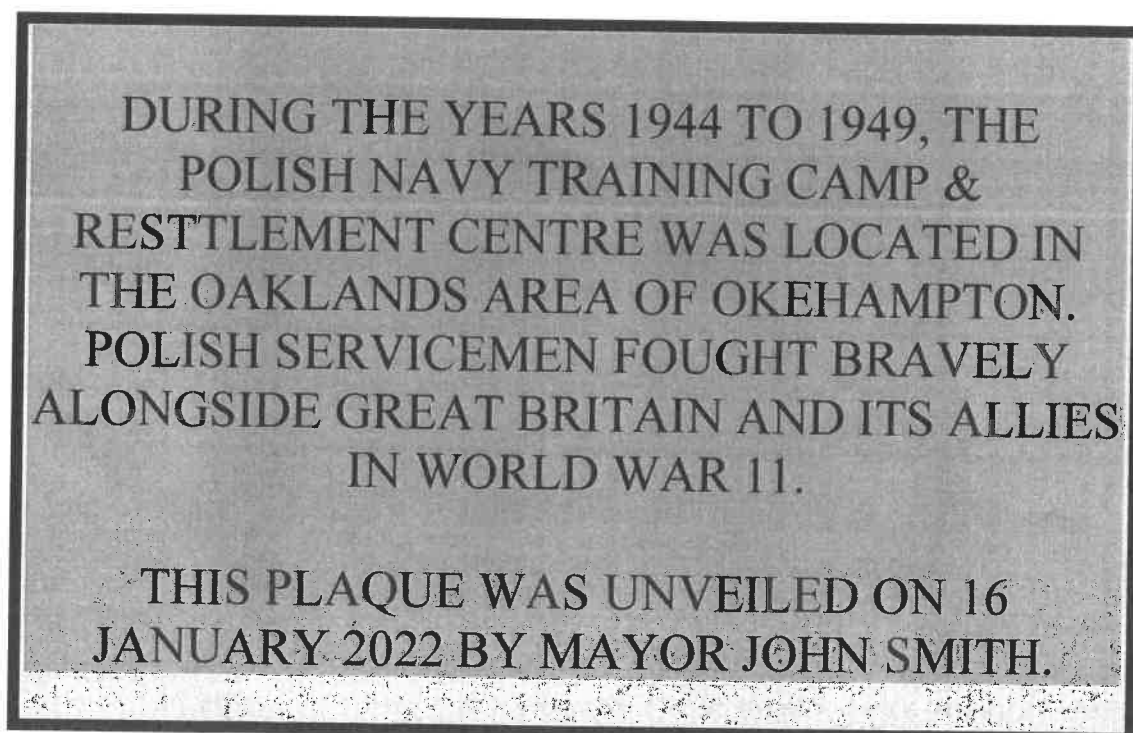 DURING THE YEARS 1944 TO 1949, THE
POLISH NAVY TRAINING CAMP &
RESTTLEMENT CENTRE WAS LOCATED IN
THE OAKLANDS AREA OF OKEHAMPTON.
POLISH SERVICEMEN FOUGHT BRAVELY
ALONGSIDE GREAT BRITAIN AND ITS ALLIES
IN WORLD WAR 11.
THIS PLAQUE WAS UNVEILED ON 16
JANUARY 2022 BY MAYOR JOHN SMITH.